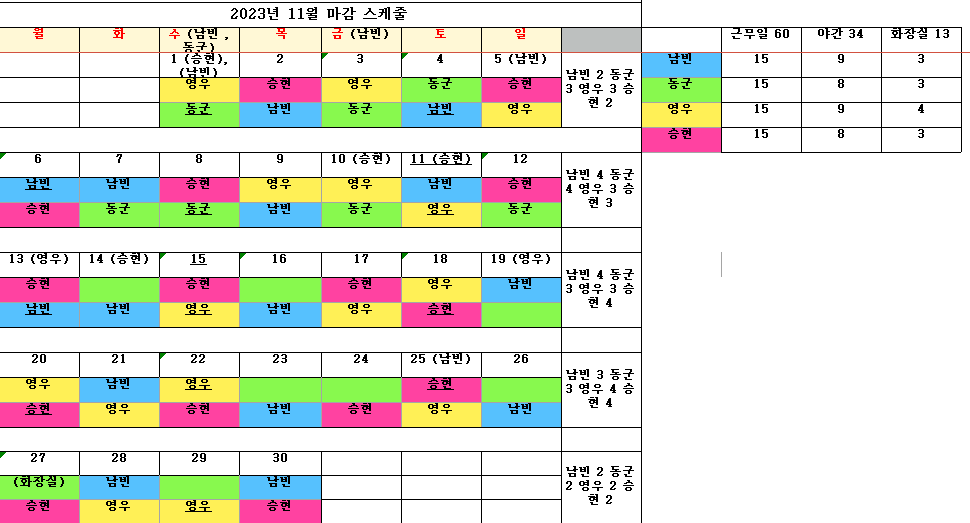 2023년 11월 마감 스케줄
월 화 수 (남빈 , 목 금 (남빈) 토 일 근무일 60 야간 34 화장실 13
동군)
1 (승현), 2 3 4 5 (남빈)
(남빈)
남빈 15 9 3
영우 승현 영우 동군 승현 남빈 2 동군 동군 15 8 3
3 영우 3 승
동군 남빈 동군 남빈 영우 현 2 영우 15 9 4
승현 15 8 3
6 7 8 9 10 (승현) 11 (승현) 12
남빈 남빈 승현 영우 영우 남빈 승현 남빈 4 동군
4 영우 3 승
승현 동군 동군 남빈 동군 영우 동군 현 3
13 (영우) 14 (승현) 15 16 17 18 19 (영우)
승현 승현 승현 영우 남빈 남빈 4 동군
3 영우 3 승
남빈 남빈 영우 남빈 영우 승현 현 4
20 21 22 23 24 25 (남빈) 26
영우 남빈 영우 승현 남빈 3 동군
3 영우 4 승
승현 영우 승현 남빈 승현 영우 남빈 현 4
27 28 29 30
(화장실) 남빈 남빈 남빈 2 동군
2 영우 2 승
승현 영우 영우 승현 현 2